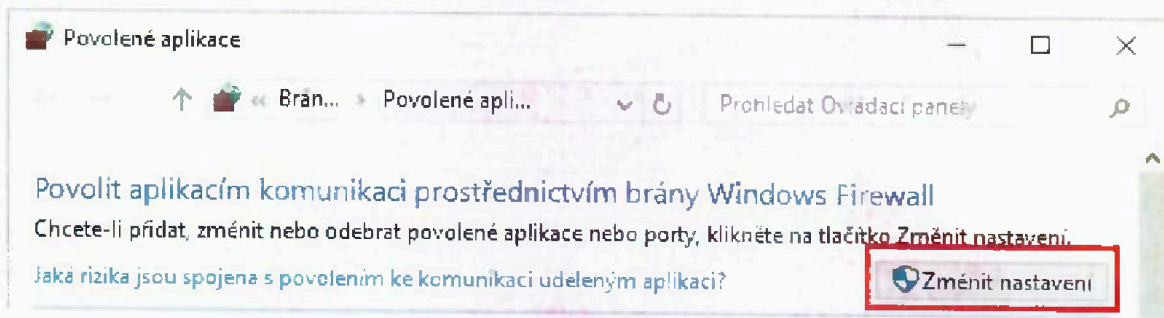 Povolené aplikace
« Brán... Povolené apli... Prohledat Ovládací panely
Povolit aplikacím komunikaci prostřednictvím brány Windows Firewall
Chcete-li přidat, změnit nebo odebrat povolené aplikace nebo porty, klikněte na tlačítko Změnit nastavení.
Jaká rizika jsou spojena s povolením ke komunikaci uděleným aplikaci?
Změnit nastavení